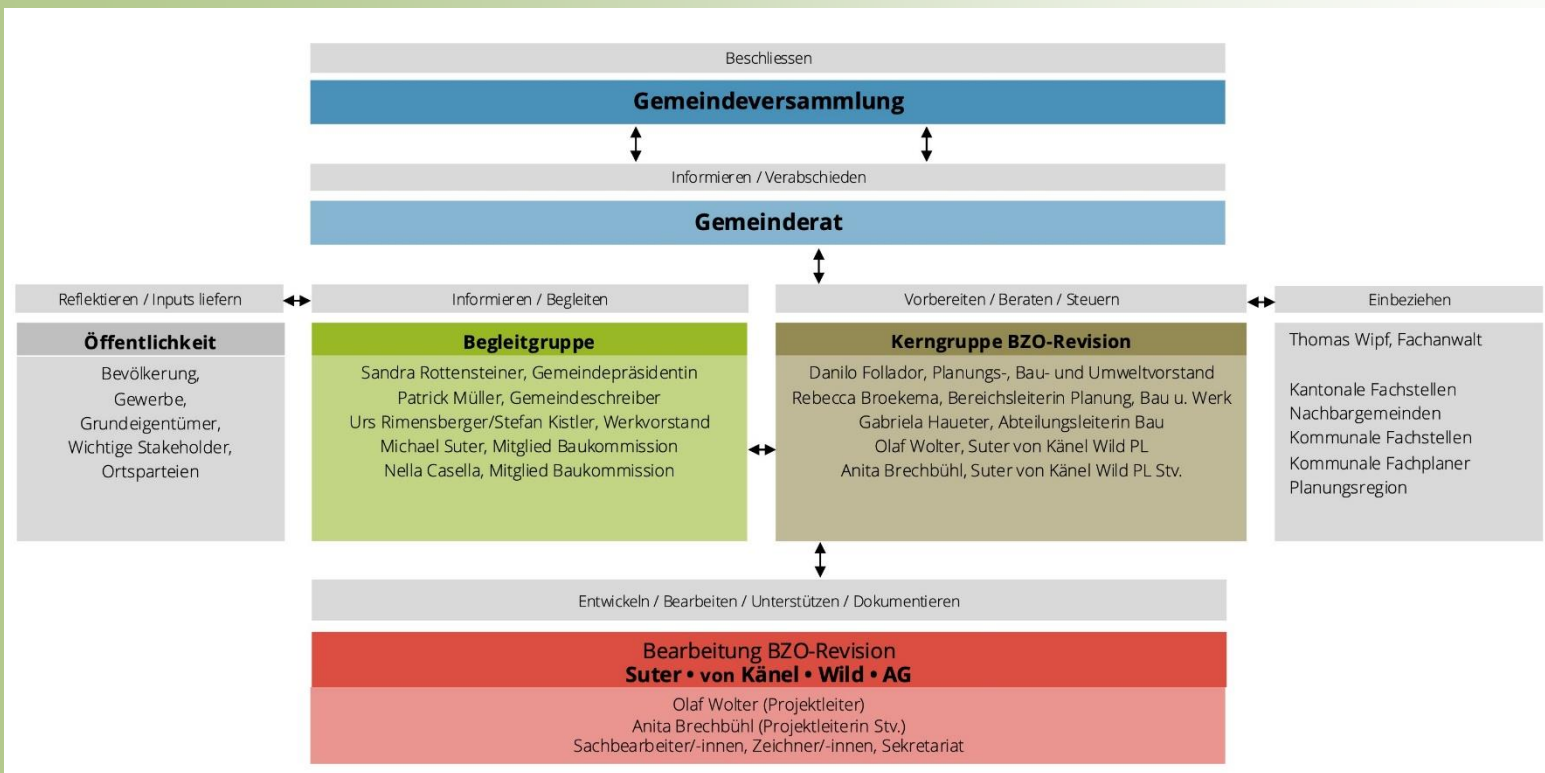 Beschliessen
Gemeindeversammlung
Informieren / Verabschieden
Gemeinderat
Reflektieren / Inputs liefern
Öffentlichkeit
Bevölkerung,
Gewerbe,
Grundeigentümer,
Wichtige Stakeholder,
Ortsparteien
Informieren / Begleiten
Begleitgruppe
Sandra Rottensteiner, Gemeindepräsidentin
Patrick Müller, Gemeindeschreiber
Urs Rimensberger/Stefan Kistler, Werkvorstand
Michael Suter, Mitglied Baukommission
Nella Casella, Mitglied Baukommission
Vorbereiten / Beraten / Steuern
Kerngruppe BZO-Revision
Danilo Follador, Planungs-, Bau- und Umweltvorstand
Rebecca Broekema, Bereichsleiterin Planung, Bau u. Werk
Gabriela Haueter, Abteilungsleiterin Bau
Olaf Wolter, Suter von Känel Wild PL
Anita Brechbühl, Suter von Känel Wild PL Stv.
Einbeziehen
Thomas Wipf, Fachanwalt
Kantonale Fachstellen
Nachbargemeinden
Kommunale Fachstellen
Kommunale Fachplaner
Planungsregion
Entwickeln / Bearbeiten / Unterstützen / Dokumentieren
Bearbeitung BZO-Revision
Suter • von Känel • Wild • AG
Olaf Wolter (Projektleiter)
Anita Brechbühl (Projektleiterin Stv.)
Sachbearbeiter/-innen, Zeichner/-innen, Sekretariat